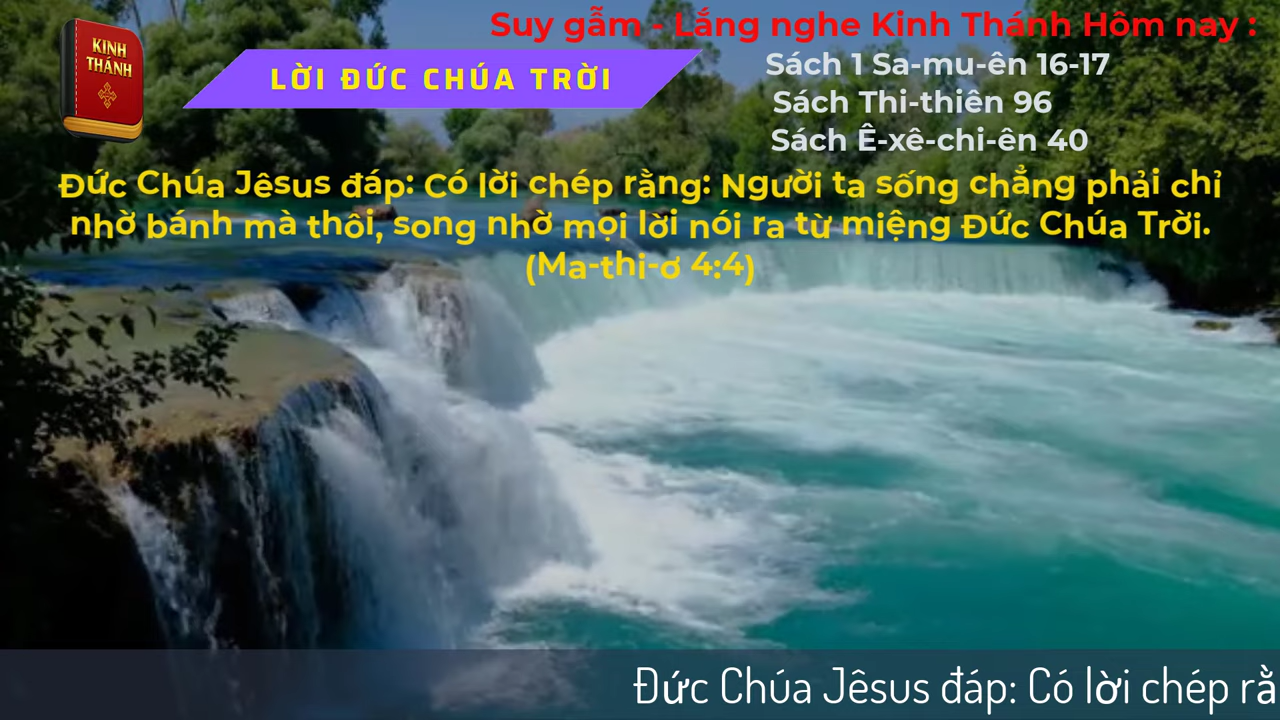 Suy gẫm - Lắng nghe Kinh Thánh Hôm nay :
KINH
THÁNH
LỜI ĐỨC CHÚA TRỜI
Sách 1 Sa-mu-ên 16-17
Sách Thi-thiên 96
Sách Ê-xê-chi-ên 40
Đức Chúa Jêsus đáp: Có lời chép rằng: Người ta sống chẳng phải chỉ
nhờ bánh mà thôi, song nhờ mọi lời nói ra từ miệng Đức Chúa Trời.
(Ma-thi-ơ 4:4)
Đức Chúa Jêsus đáp: Có lời chép rằ